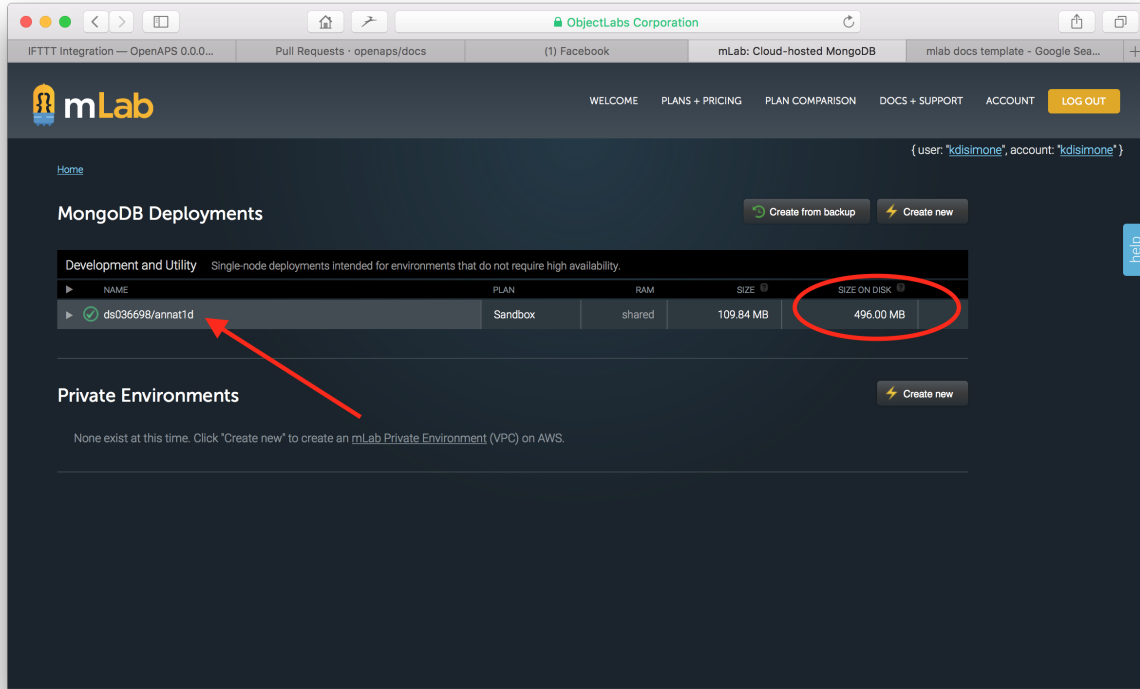 ObjectLabs Corporation
IFTTT Integration — OpenAPS 0.0.0...
Pull Requests · openaps/docs
(1) Facebook
mLab: Cloud-hosted MongoDB
mlab docs template - Google Sea...
mLab
WELCOME
PLANS + PRICING
PLAN COMPARISON
DOCS + SUPPORT
ACCOUNT
LOG OUT
{ user: "kdisimone", account: "kdisimone" }
Home
MongoDB Deployments
Create from backup
Create new
help
Development and Utility Single-node deployments intended for environments that do not require high availability.
NAME PLAN RAM SIZE ? SIZE ON DISK ?
ds036698/annat1d Sandbox shared 109.84 MB 496.00 MB
Private Environments
Create new
None exist at this time. Click "Create new" to create an mLab Private Environment (VPC) on AWS.